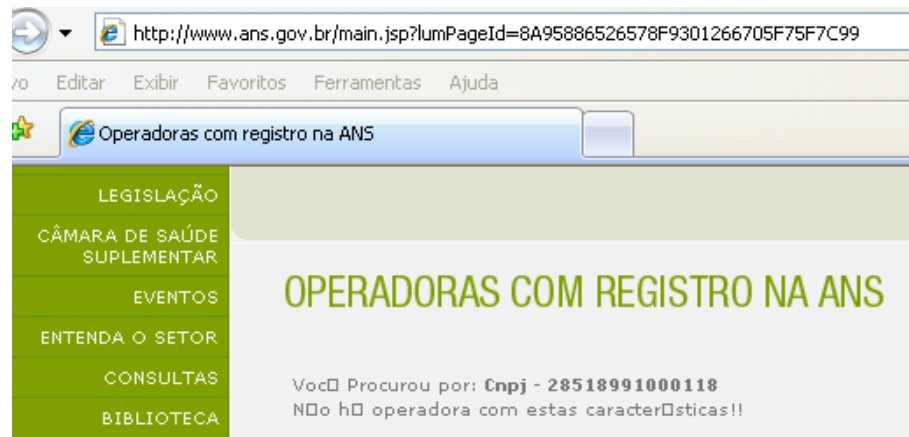 http://www.ans.gov.br/main.jsp?lumPageId=8A95886526578F9301266705F75F7C99
vo Editar Exibir Favoritos Ferramentas Ajuda
Operadoras com registro na ANS
LEGISLAÇÃO
CÂMARA DE SAÚDE
SUPLEMENTAR
EVENTOS
ENTENDA O SETOR
CONSULTAS
BIBLIOTECA
OPERADORAS COM REGISTRO NA ANS
Voc□ Procurou por: Cnpj - 28518991000118
N□o h□ operadora com estas caracter□sticas!!